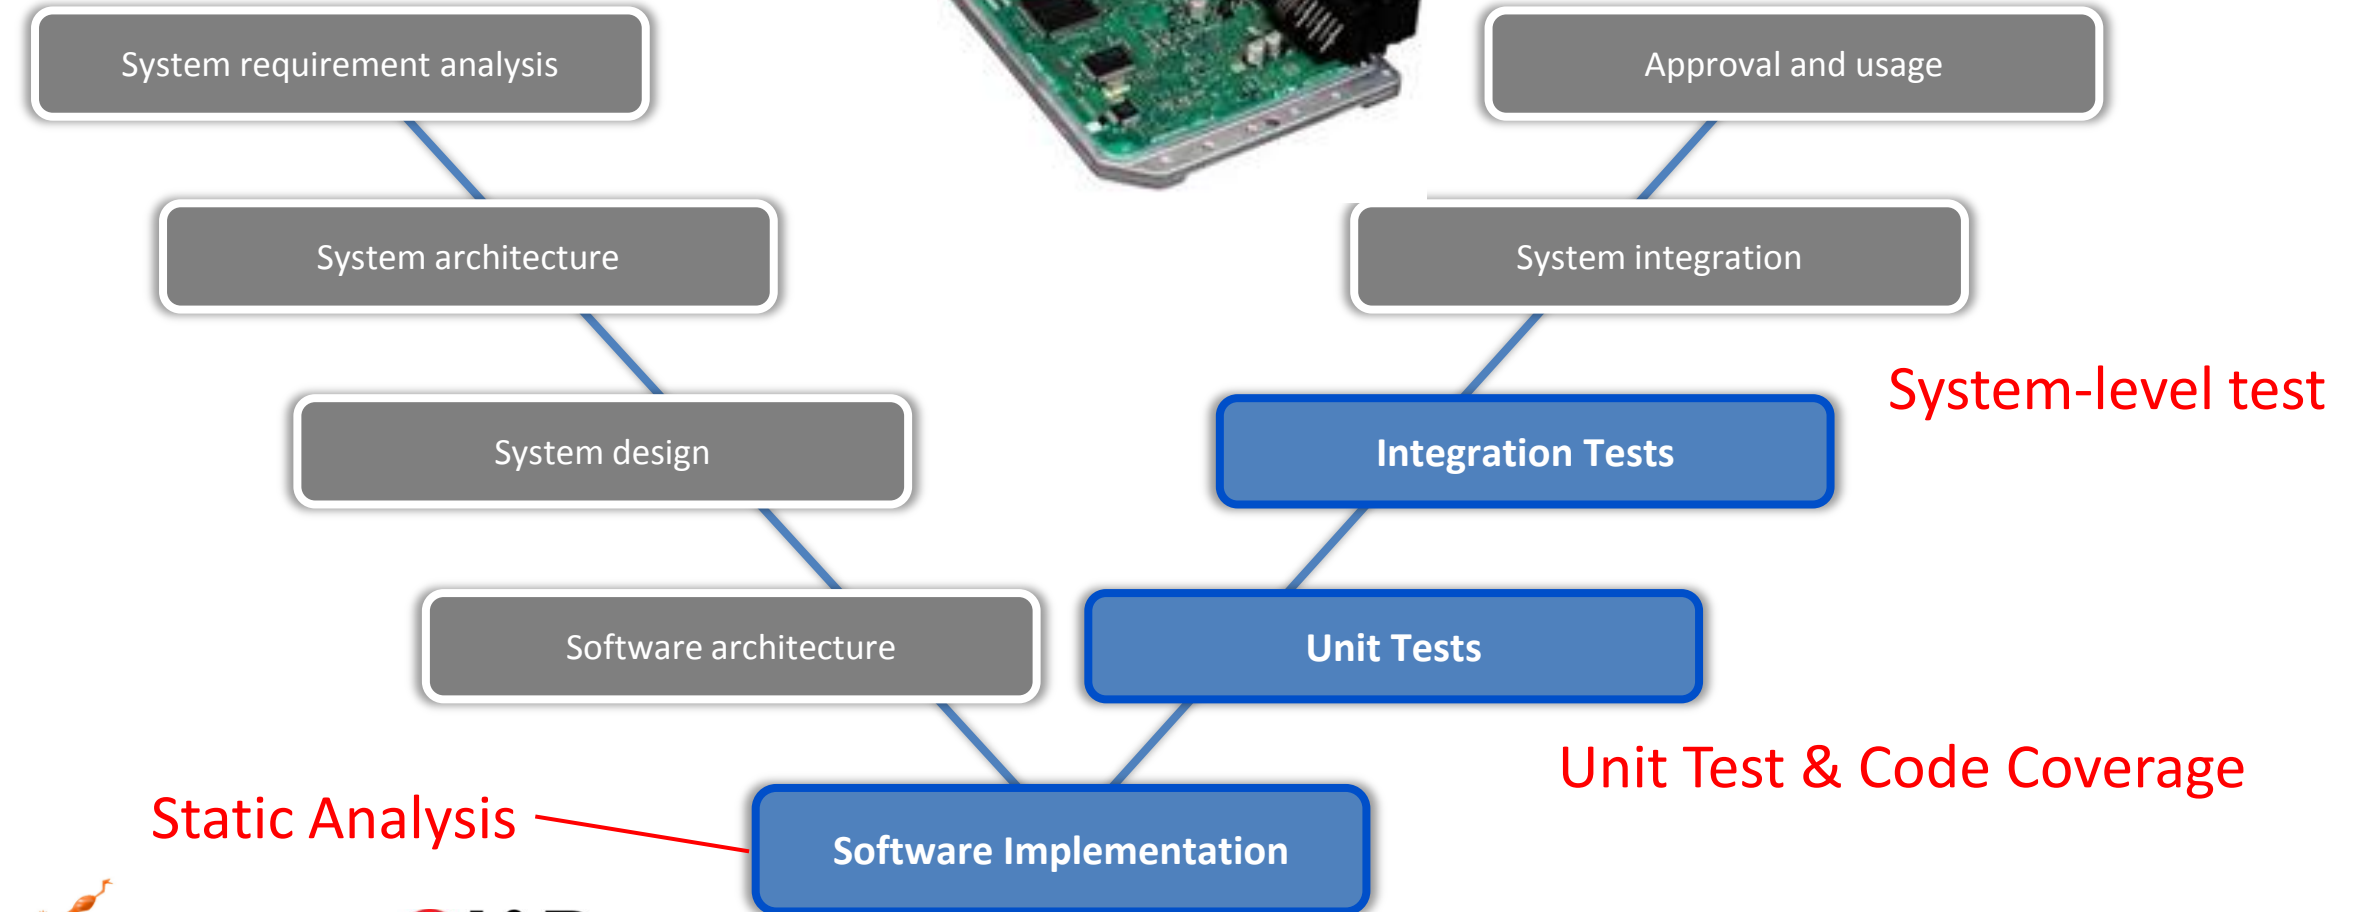 System requirement analysis
Approval and usage
System architecture
System integration
System-level test
System design
Integration Tests
Software architecture
Unit Tests
Unit Test & Code Coverage
Static Analysis
Software Implementation